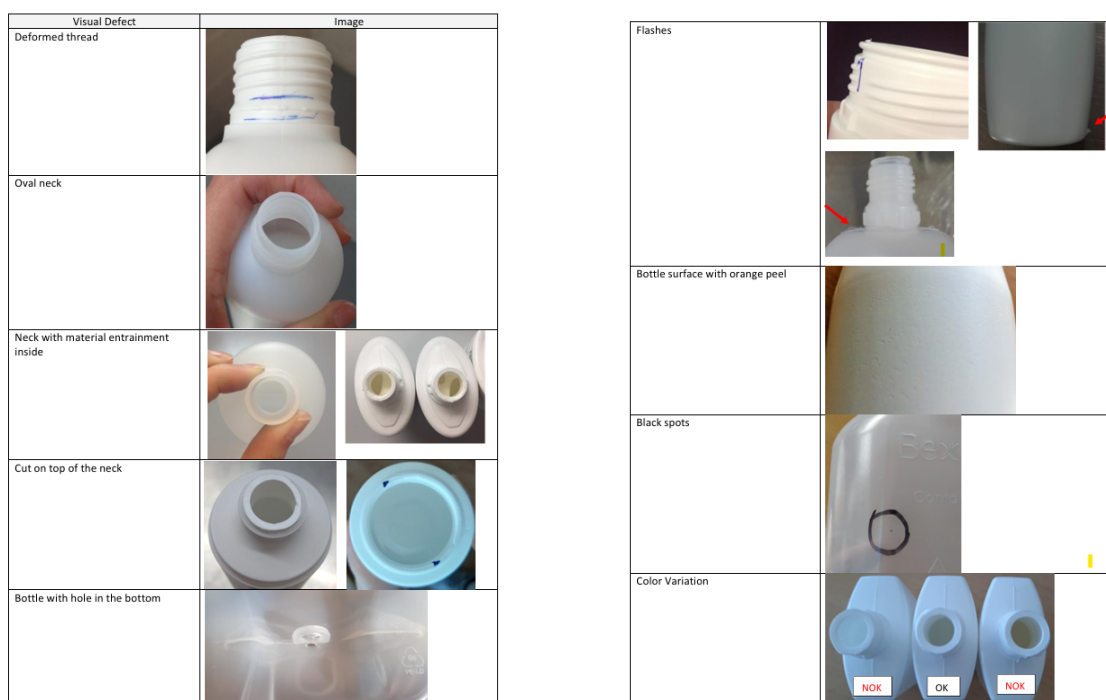 Visual Defect
Image
Deformed thread
Oval neck
Neck with material entrainment
inside
Cut on top of the neck
Bottle with hole in the bottom
Flashes
Bottle surface with orange peel
Black spots
Bex
Color Variation
NOK
OK
NOK